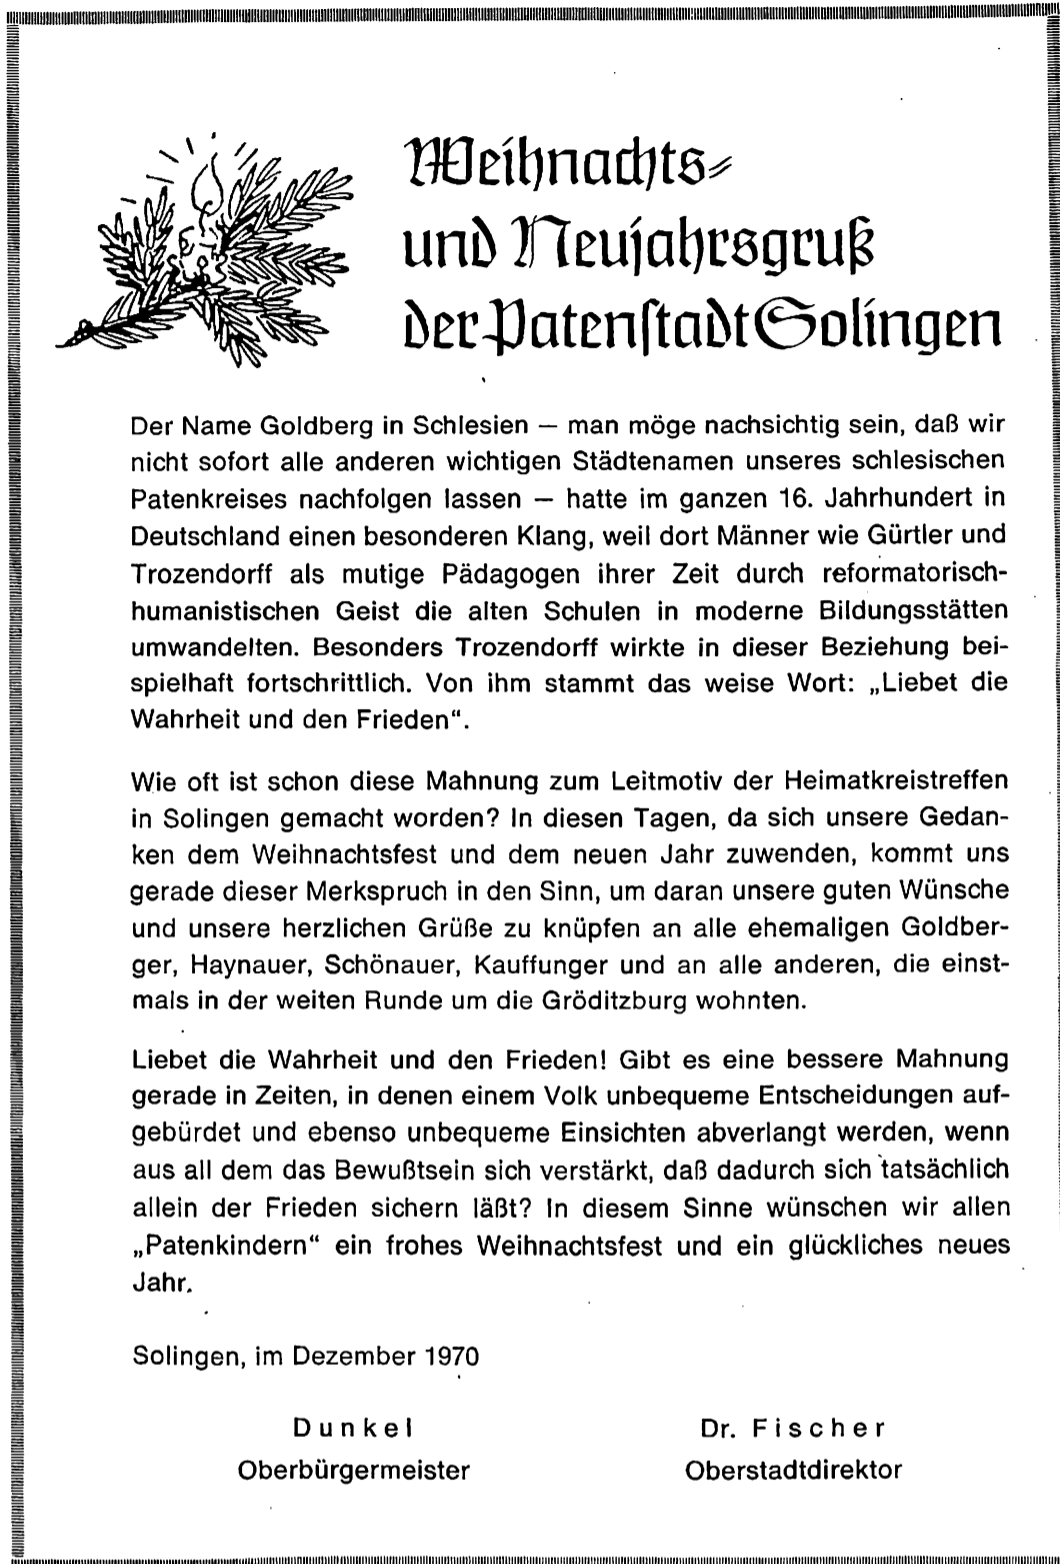 Weihnachts-
und Neujahrsgruß
der Patenstadt Solingen
Der Name Goldberg in Schlesien — man möge nachsichtig sein, daß wir
nicht sofort alle anderen wichtigen Städtenamen unseres schlesischen
Patenkreises nachfolgen lassen — hatte im ganzen 16. Jahrhundert in
Deutschland einen besonderen Klang, weil dort Männer wie Gürtler und
Trozendorff als mutige Pädagogen ihrer Zeit durch reformatorisch-
humanistischen Geist die alten Schulen in moderne Bildungsstätten
umwandelten. Besonders Trozendorff wirkte in dieser Beziehung bei-
spielhaft fortschrittlich. Von ihm stammt das weise Wort: „Liebet die
Wahrheit und den Frieden“.
Wie oft ist schon diese Mahnung zum Leitmotiv der Heimatkreistreffen
in Solingen gemacht worden? In diesen Tagen, da sich unsere Gedan-
ken dem Weihnachtsfest und dem neuen Jahr zuwenden, kommt uns
gerade dieser Merkspruch in den Sinn, um daran unsere guten Wünsche
und unsere herzlichen Grüße zu knüpfen an alle ehemaligen Goldber-
ger, Haynauer, Schönauer, Kauffunger und an alle anderen, die einst-
mals in der weiten Runde um die Gröditzburg wohnten.
Liebet die Wahrheit und den Frieden! Gibt es eine bessere Mahnung
gerade in Zeiten, in denen einem Volk unbequeme Entscheidungen auf-
gebürdet und ebenso unbequeme Einsichten abverlangt werden, wenn
aus all dem das Bewußtsein sich verstärkt, daß dadurch sich tatsächlich
allein der Frieden sichern läßt? In diesem Sinne wünschen wir allen
„Patenkindern“ ein frohes Weihnachtsfest und ein glückliches neues
Jahr.
Solingen, im Dezember 1970
Dunkel
Oberbürgermeister
Dr. Fischer
Oberstadtdirektor